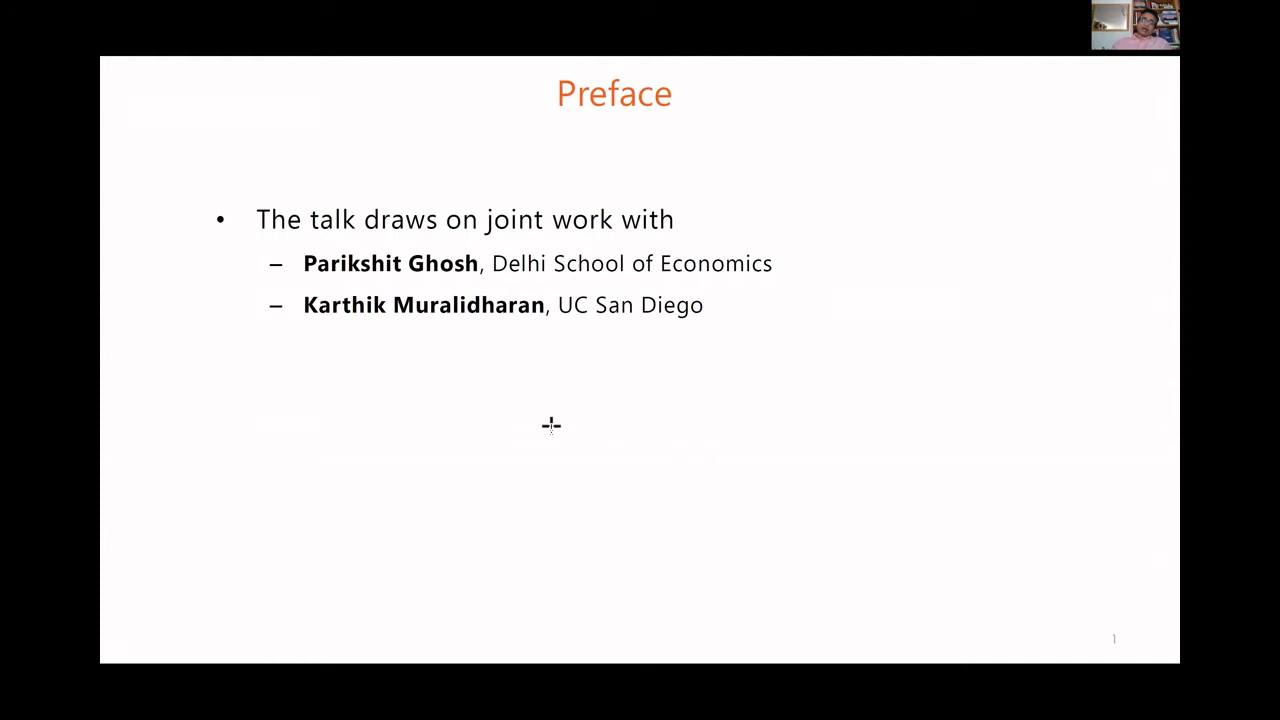 Preface
• The talk draws on joint work with
– Parikshit Ghosh, Delhi School of Economics
– Karthik Muralidharan, UC San Diego
1